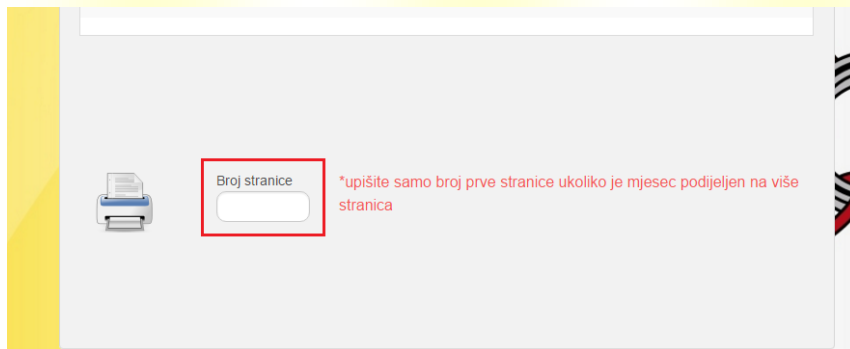 Broj stranice
*upišite samo broj prve stranice ukoliko je mjesec podijeljen na više
stranica